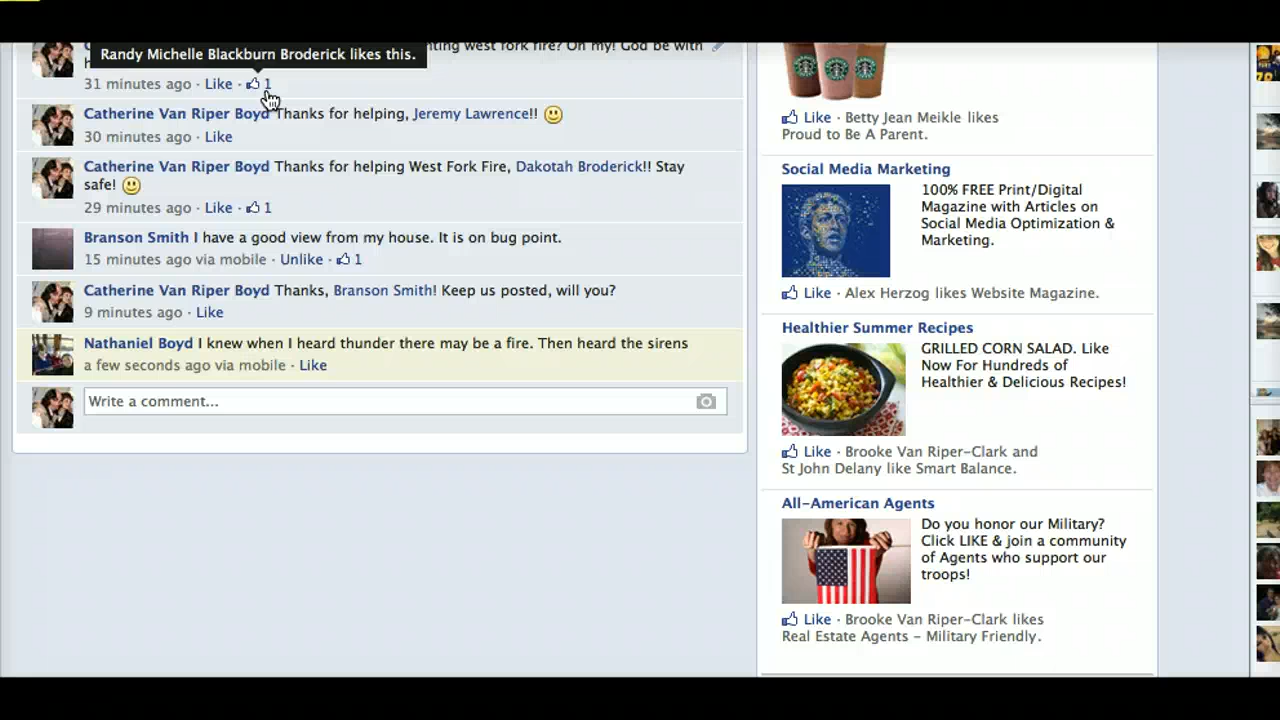 Randy Michelle Blackburn Broderick likes this.
nting west fork fire? Oh my! God be with
31 minutes ago · Like · 1
Catherine Van Riper Boyd Thanks for helping, Jeremy Lawrence!!
30 minutes ago · Like
Catherine Van Riper Boyd Thanks for helping West Fork Fire, Dakotah Broderick!! Stay
safe!
29 minutes ago · Like · 1
Branson Smith I have a good view from my house. It is on bug point.
15 minutes ago via mobile · Unlike · 1
Catherine Van Riper Boyd Thanks, Branson Smith! Keep us posted, will you?
9 minutes ago · Like
Nathaniel Boyd I knew when I heard thunder there may be a fire. Then heard the sirens
a few seconds ago via mobile · Like
Write a comment...
Like · Betty Jean Meikle likes
Proud to Be A Parent.
Social Media Marketing
100% FREE Print/Digital
Magazine with Articles on
Social Media Optimization &
Marketing.
Like · Alex Herzog likes Website Magazine.
Healthier Summer Recipes
GRILLED CORN SALAD. Like
Now For Hundreds of
Healthier & Delicious Recipes!
Like · Brooke Van Riper-Clark and
St John Delany like Smart Balance.
All-American Agents
Do you honor our Military?
Click LIKE & join a community
of Agents who support our
troops!
Like · Brooke Van Riper-Clark likes
Real Estate Agents - Military Friendly.